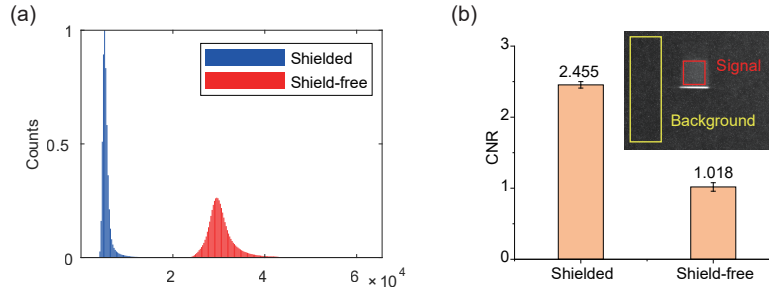 (a)
1
0.5
0
Counts
Shielded
Shield-free
2
4
6
× 10⁴
(b)
3
2
1
0
CNR
2.455
1.018
Signal
Background
Shielded
Shield-free